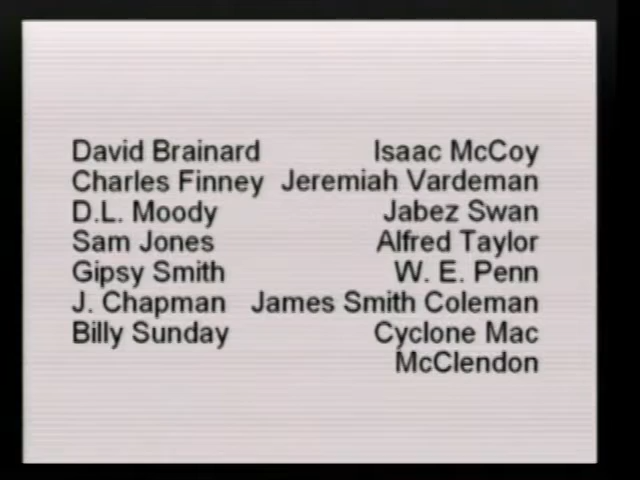 David Brainard
Charles Finney
D.L. Moody
Sam Jones
Gipsy Smith
J. Chapman
Billy Sunday
Isaac McCoy
Jeremiah Vardeman
Jabez Swan
Alfred Taylor
W. E. Penn
James Smith Coleman
Cyclone Mac
McClendon